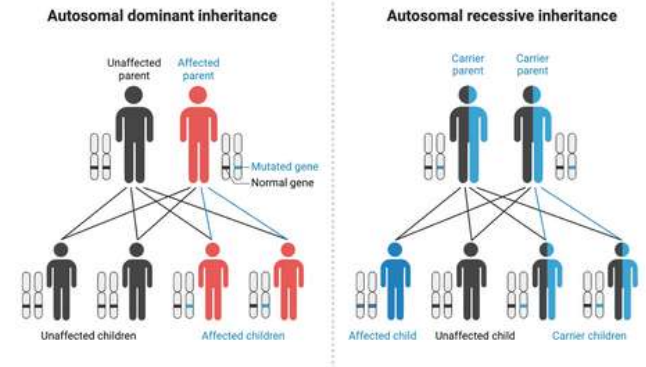 Autosomal dominant inheritance
Unaffected
parent
Affected
parent
Mutated gene
Normal gene
Unaffected children
Affected children
Autosomal recessive inheritance
Carrier
parent
Carrier
parent
Affected child
Unaffected child
Carrier children